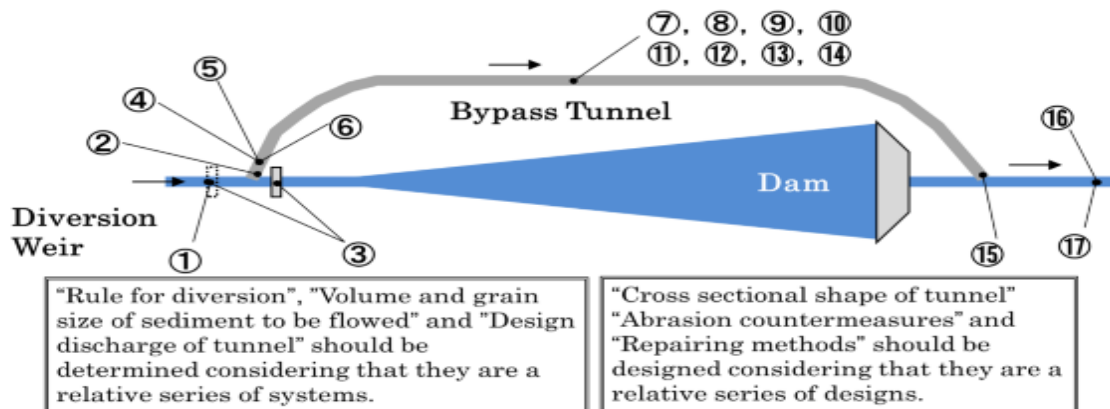 ⑦, ⑧, ⑨, ⑩
⑪, ⑫, ⑬, ⑭
⑤
④
⑥
②
Bypass Tunnel
⑯
Dam
Diversion
Weir
①
③
⑮
⑰
"Rule for diversion", "Volume and grain
size of sediment to be flowed" and "Design
discharge of tunnel" should be
determined considering that they are a
relative series of systems.
"Cross sectional shape of tunnel"
"Abrasion countermeasures" and
"Repairing methods" should be
designed considering that they are a
relative series of designs.